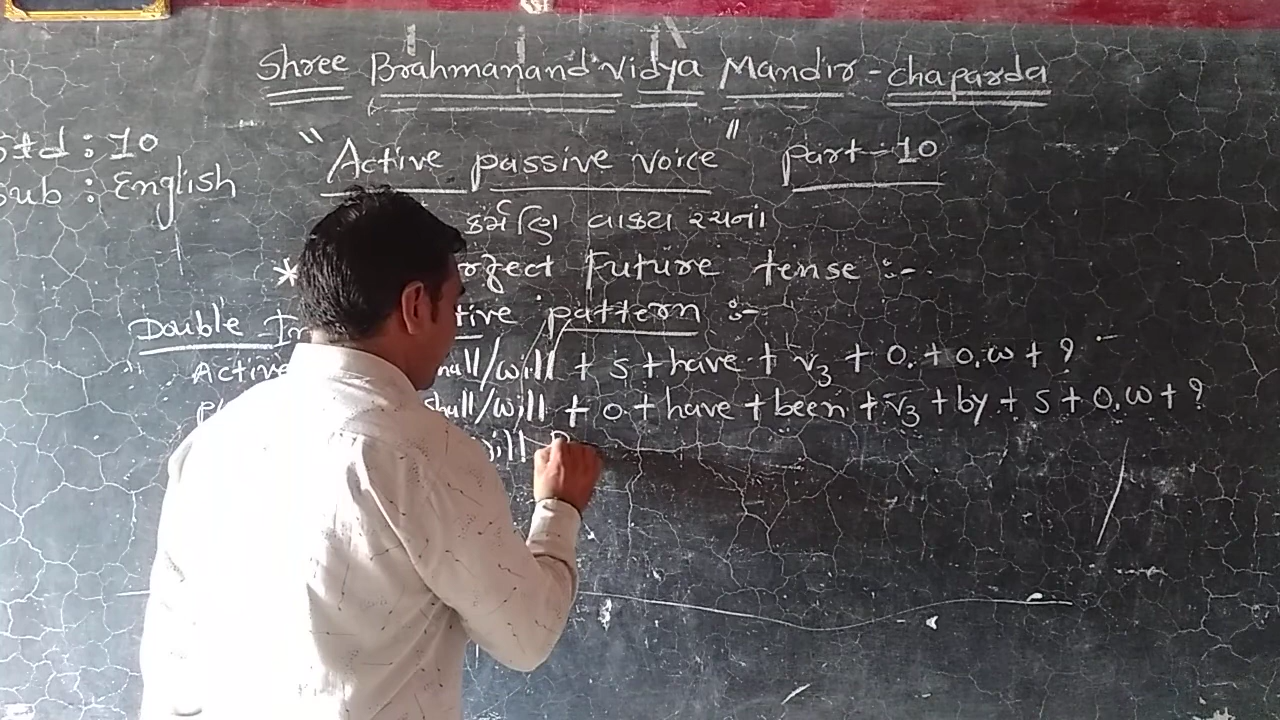 Shree Brahmanand Vidya Mandir - chaparda
Std : 10
Sub : English
"Active passive voice" part - 10
કર્મણિ વાક્ય રચના
* Future tense :-
Double pattern :-
Active /will + S + have + V3 + O. + O.W + ?
shall/will + O + have + been + V3 + by + S + O.W + ?